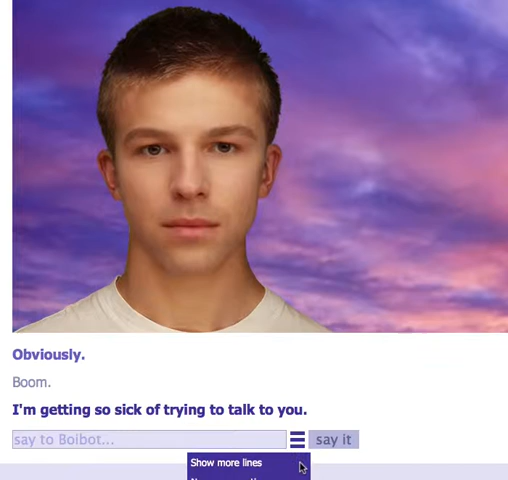 Obviously.
Boom.
I'm getting so sick of trying to talk to you.
say to Boibot...
say it
Show more lines